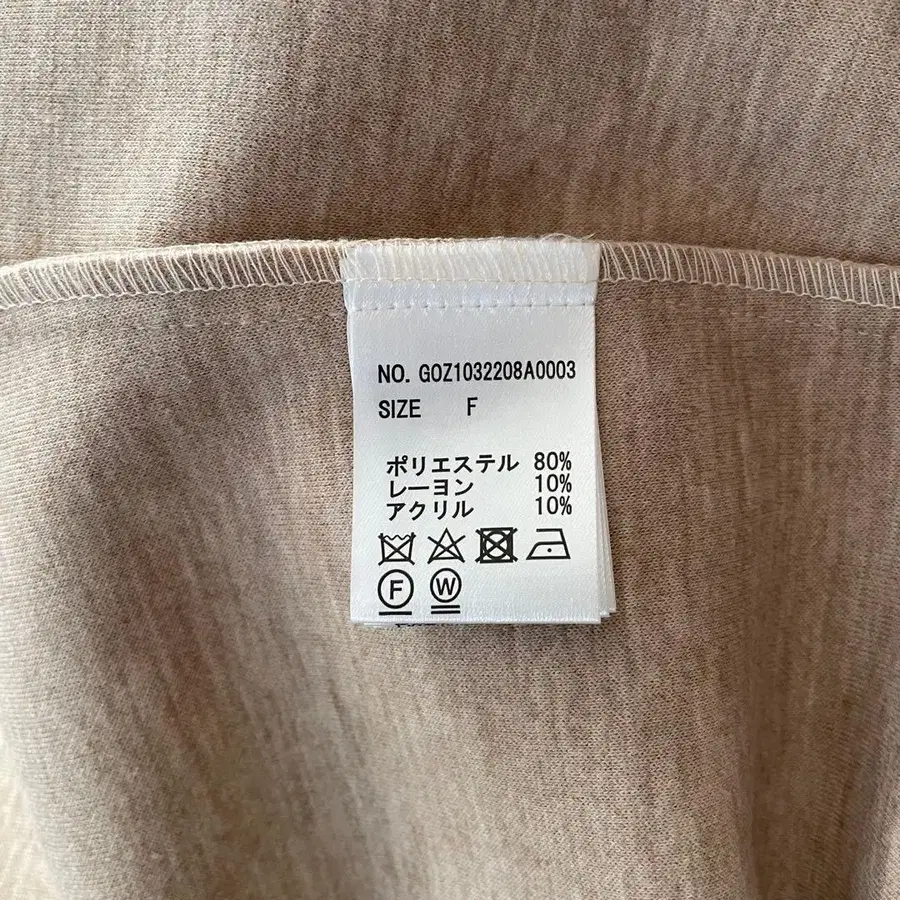 NO. GOZ1032208A0003
SIZE F
ポリエステル 80%
レーヨン 10%
アクリル 10%
F W